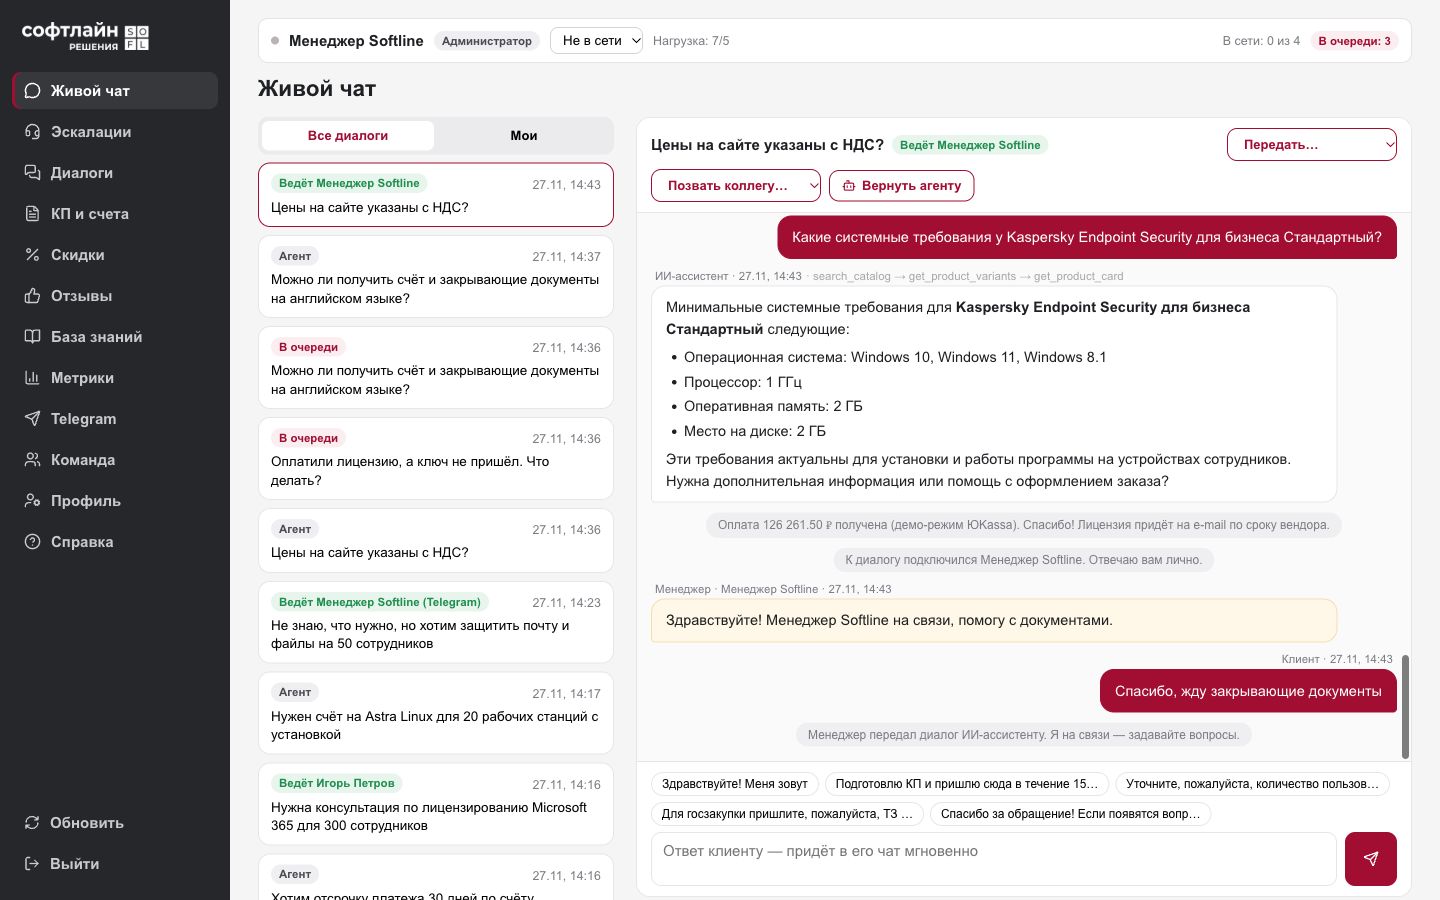 софтлайн
РЕШЕНИЯ
SO
FL
Живой чат
Эскалации
Диалоги
КП и счета
Скидки
Отзывы
База знаний
Метрики
Telegram
Команда
Профиль
Справка
Обновить
Выйти
Менеджер Softline
Администратор
Не в сети
Нагрузка: 7/5
В сети: 0 из 4
В очереди: 3
Живой чат
Все диалоги
Мои
Ведёт Менеджер Softline
27.11, 14:43
Цены на сайте указаны с НДС?
Агент
27.11, 14:37
Можно ли получить счёт и закрывающие документы
на английском языке?
В очереди
27.11, 14:36
Можно ли получить счёт и закрывающие документы
на английском языке?
В очереди
27.11, 14:36
Оплатили лицензию, а ключ не пришёл. Что
делать?
Агент
27.11, 14:36
Цены на сайте указаны с НДС?
Ведёт Менеджер Softline (Telegram)
27.11, 14:23
Не знаю, что нужно, но хотим защитить почту и
файлы на 50 сотрудников
Агент
27.11, 14:17
Нужен счёт на Astra Linux для 20 рабочих станций с
установкой
Ведёт Игорь Петров
27.11, 14:16
Нужна консультация по лицензированию Microsoft
365 для 300 сотрудников
Агент
27.11, 14:16
Хотим отсрочку платежа 30 дней по счёту
Цены на сайте указаны с НДС?
Ведёт Менеджер Softline
Передать…
Позвать коллегу…
Вернуть агенту
Какие системные требования у Kaspersky Endpoint Security для бизнеса Стандартный?
ИИ-ассистент · 27.11, 14:43 · search_catalog → get_product_variants → get_product_card
Минимальные системные требования для Kaspersky Endpoint Security для бизнеса
Стандартный следующие:
• Операционная система: Windows 10, Windows 11, Windows 8.1
• Процессор: 1 ГГц
• Оперативная память: 2 ГБ
• Место на диске: 2 ГБ
Эти требования актуальны для установки и работы программы на устройствах сотрудников.
Нужна дополнительная информация или помощь с оформлением заказа?
Оплата 126 261.50 ₽ получена (демо-режим ЮKassa). Спасибо! Лицензия придёт на e-mail по сроку вендора.
К диалогу подключился Менеджер Softline. Отвечаю вам лично.
Менеджер · Менеджер Softline · 27.11, 14:43
Здравствуйте! Менеджер Softline на связи, помогу с документами.
Клиент · 27.11, 14:43
Спасибо, жду закрывающие документы
Менеджер передал диалог ИИ-ассистенту. Я на связи — задавайте вопросы.
Здравствуйте! Меня зовут
Подготовлю КП и пришлю сюда в течение 15…
Уточните, пожалуйста, количество пользов…
Для госзакупки пришлите, пожалуйста, ТЗ …
Спасибо за обращение! Если появятся вопр…
Ответ клиенту — придёт в его чат мгновенно